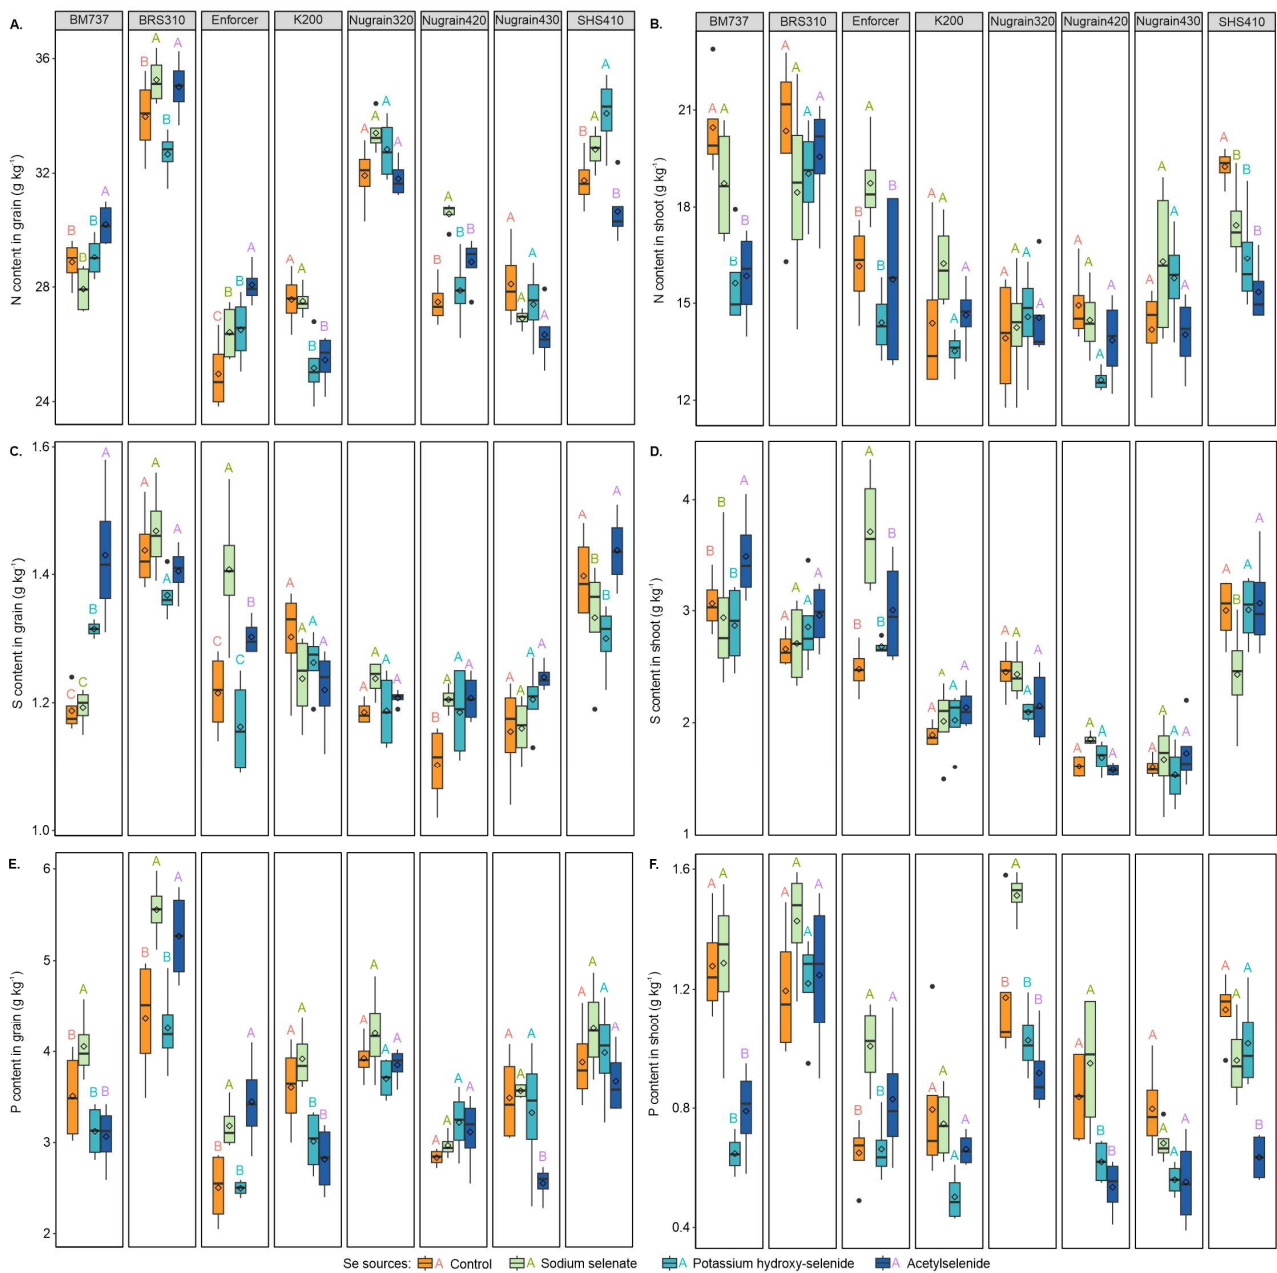 A. BM737 BRS310 Enforcer K200 Nugrain320 Nugrain420 Nugrain430 SHS410
N content in grain (g kg⁻¹)
36
32
28
24
B B A
B A B A
C B B A
A A B B
A A A A
B A B B
A A A B
B A A B
B. BM737 BRS310 Enforcer K200 Nugrain320 Nugrain420 Nugrain430 SHS410
N content in shoot (g kg⁻¹)
21
18
15
12
A A B B
A A A A
B A B B
A A A A
A A A A
A A A A
A A A A
A B B B
C.
S content in grain (g kg⁻¹)
1.6
1.4
1.2
1.0
C C B A
A A A A
C A C B
A A A A
A A A A
B A A A
A A A A
A B B A
D.
S content in shoot (g kg⁻¹)
4
3
2
1
B B B A
A A A A
B A B B
A A A A
A A A A
A A A A
A A A A
A B A A
E.
P content in grain (g kg⁻¹)
6
5
4
3
2
B A B B
B A B A
B A B A
A A B B
A A A A
A A A A
A A A B
A A A A
F.
P content in shoot (g kg⁻¹)
1.6
1.2
0.8
0.4
A A B B
A A A A
B A B A
A A A A
B A B B
A A B B
A A A A
A A A B
Se sources: A Control A Sodium selenate A Potassium hydroxy-selenide A Acetylselenide